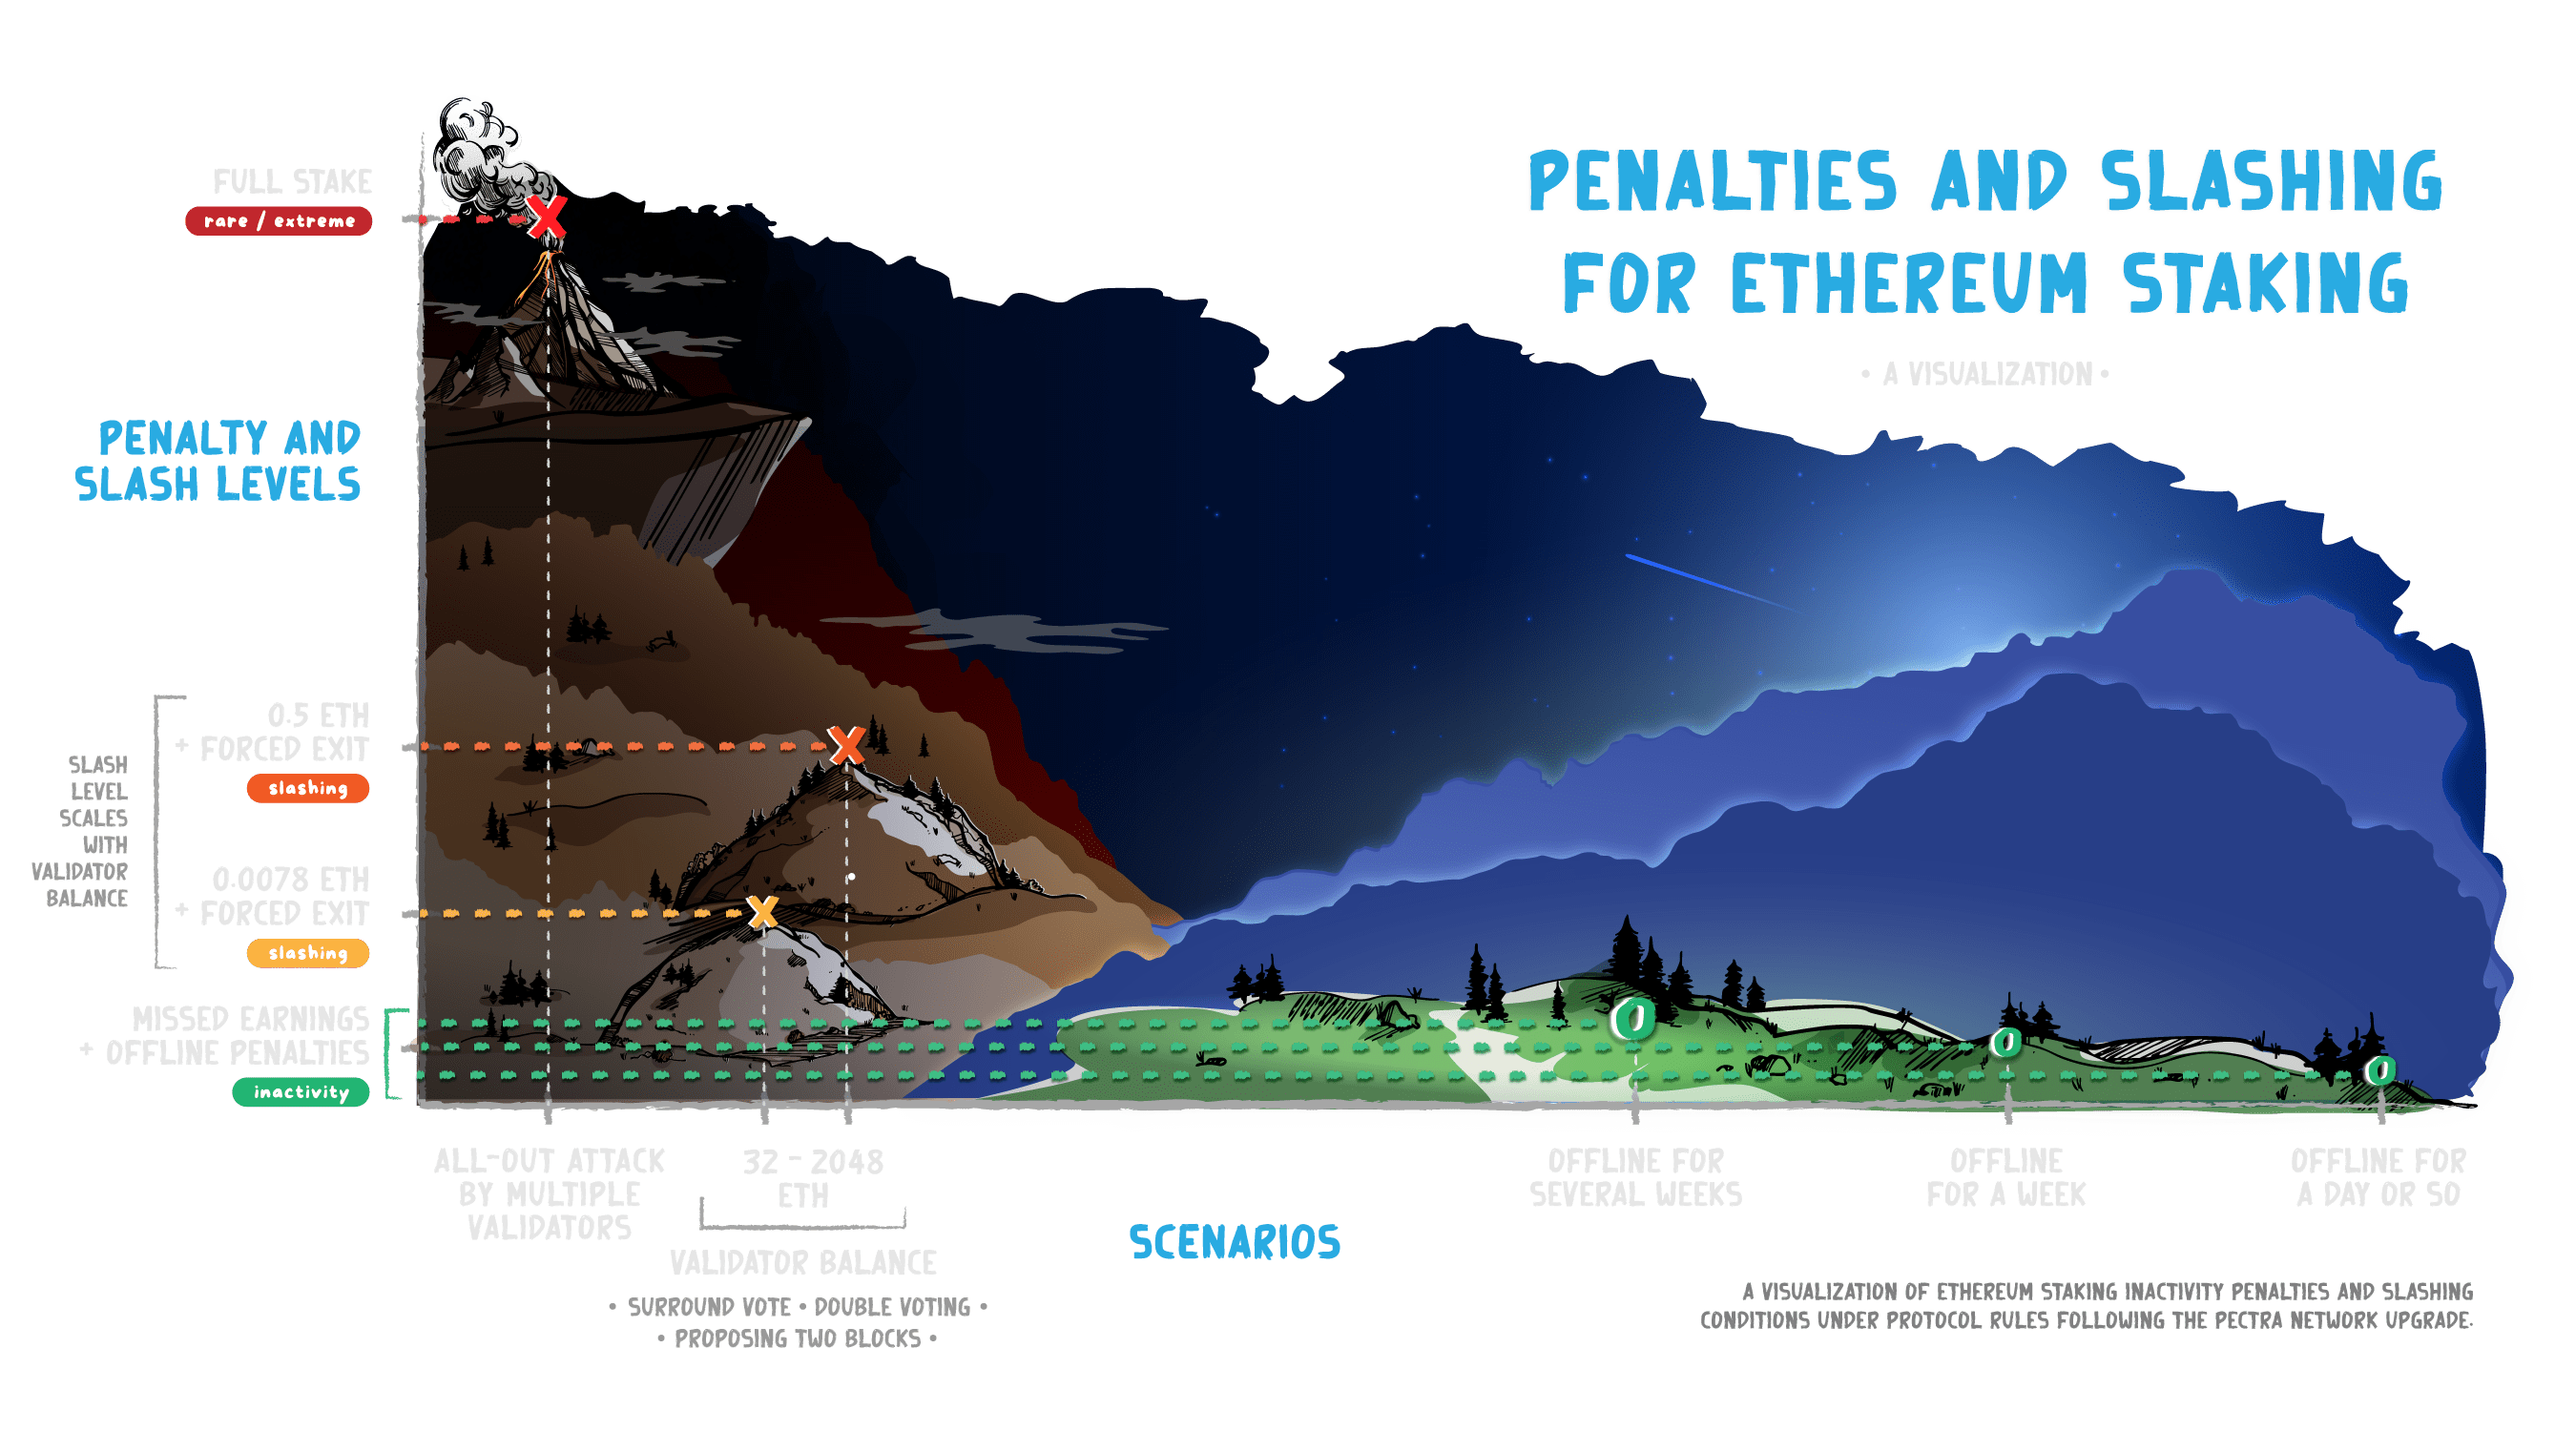 PENALTIES AND SLASHING
FOR ETHEREUM STAKING
• A VISUALIZATION •
PENALTY AND
SLASH LEVELS
FULL STAKE
rare / extreme
0.5 ETH
+ FORCED EXIT
slashing
0.0078 ETH
+ FORCED EXIT
slashing
SLASH
LEVEL
SCALES
WITH
VALIDATOR
BALANCE
MISSED EARNINGS
+ OFFLINE PENALTIES
inactivity
ALL-OUT ATTACK
BY MULTIPLE
VALIDATORS
32 - 2048
ETH
VALIDATOR BALANCE
• SURROUND VOTE • DOUBLE VOTING •
• PROPOSING TWO BLOCKS •
SCENARIOS
OFFLINE FOR
SEVERAL WEEKS
OFFLINE
FOR A WEEK
OFFLINE FOR
A DAY OR SO
A VISUALIZATION OF ETHEREUM STAKING INACTIVITY PENALTIES AND SLASHING
CONDITIONS UNDER PROTOCOL RULES FOLLOWING THE PECTRA NETWORK UPGRADE.